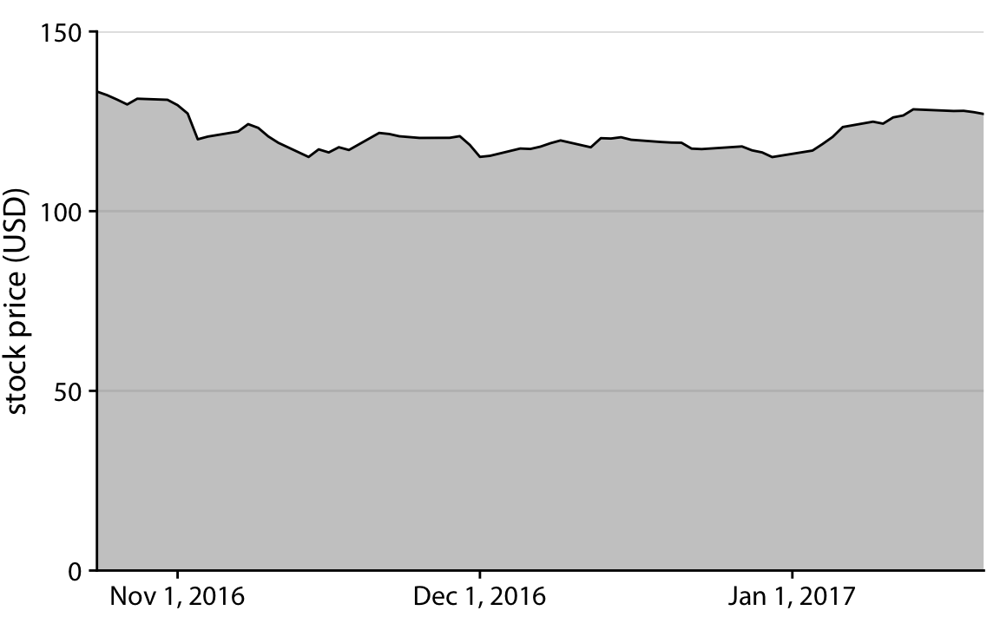 150
100
50
0
stock price (USD)
Nov 1, 2016
Dec 1, 2016
Jan 1, 2017